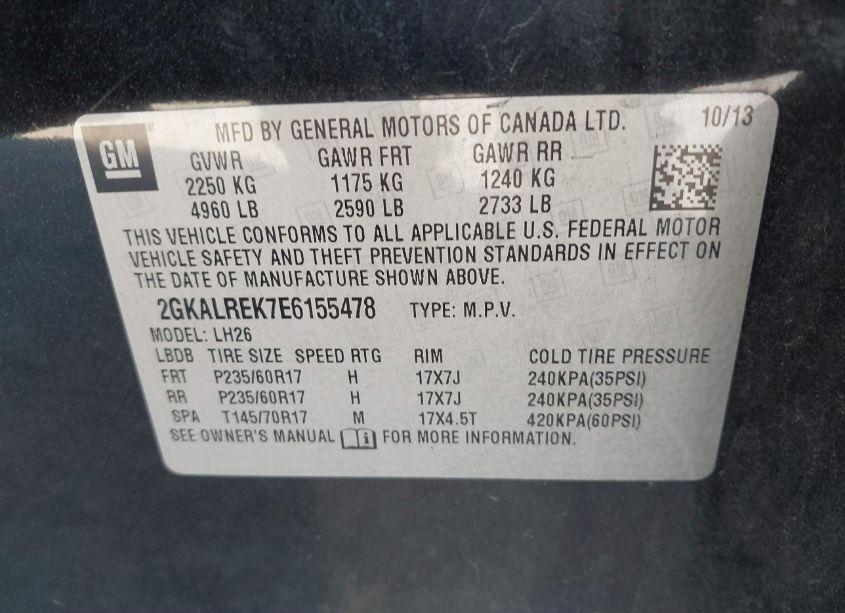 GM
MFD BY GENERAL MOTORS OF CANADA LTD. 10/13
GVWR GAWR FRT GAWR RR
2250 KG 1175 KG 1240 KG
4960 LB 2590 LB 2733 LB
THIS VEHICLE CONFORMS TO ALL APPLICABLE U.S. FEDERAL MOTOR
VEHICLE SAFETY AND THEFT PREVENTION STANDARDS IN EFFECT ON
THE DATE OF MANUFACTURE SHOWN ABOVE.
2GKALREK7E6155478 TYPE: M.P.V.
MODEL: LH26
LBDB TIRE SIZE SPEED RTG RIM COLD TIRE PRESSURE
FRT P235/60R17 H 17X7J 240KPA(35PSI)
RR P235/60R17 H 17X7J 240KPA(35PSI)
SPA T145/70R17 M 17X4.5T 420KPA(60PSI)
SEE OWNER'S MANUAL i FOR MORE INFORMATION.